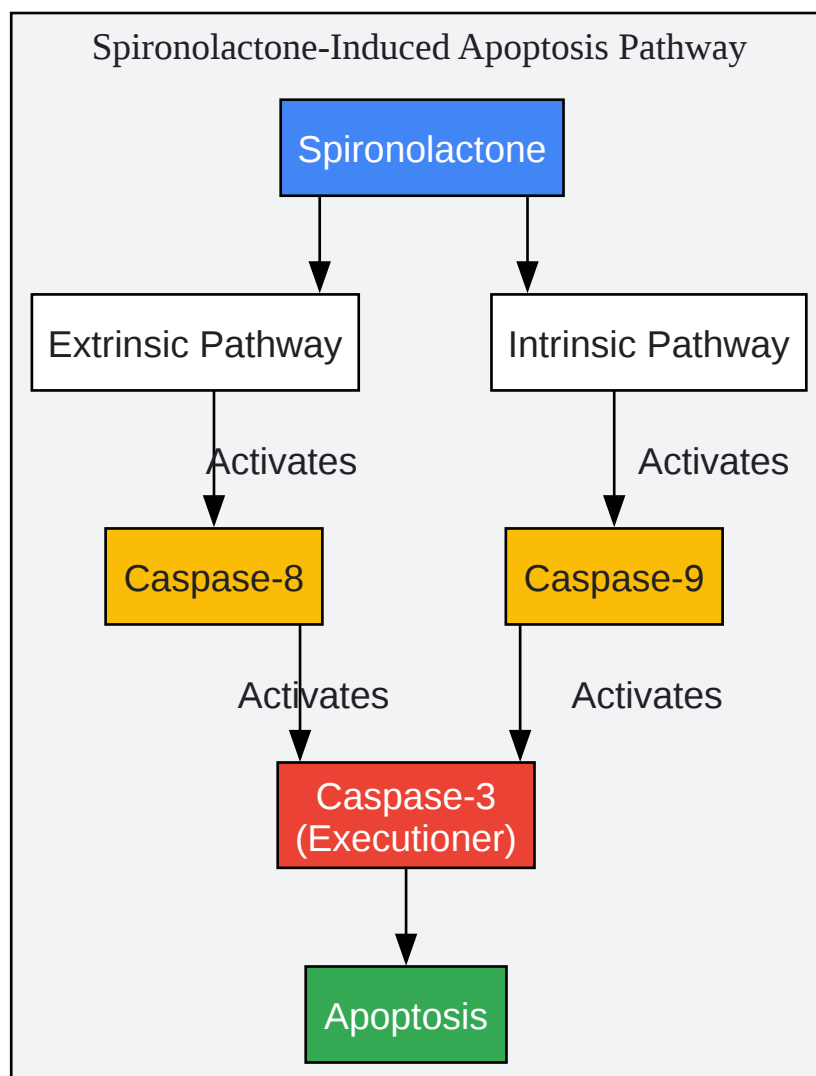 Spironolactone-Induced Apoptosis Pathway
Spironolactone
Extrinsic Pathway
Intrinsic Pathway
Activates
Activates
Caspase-8
Caspase-9
Activates
Activates
Caspase-3
(Executioner)
Apoptosis